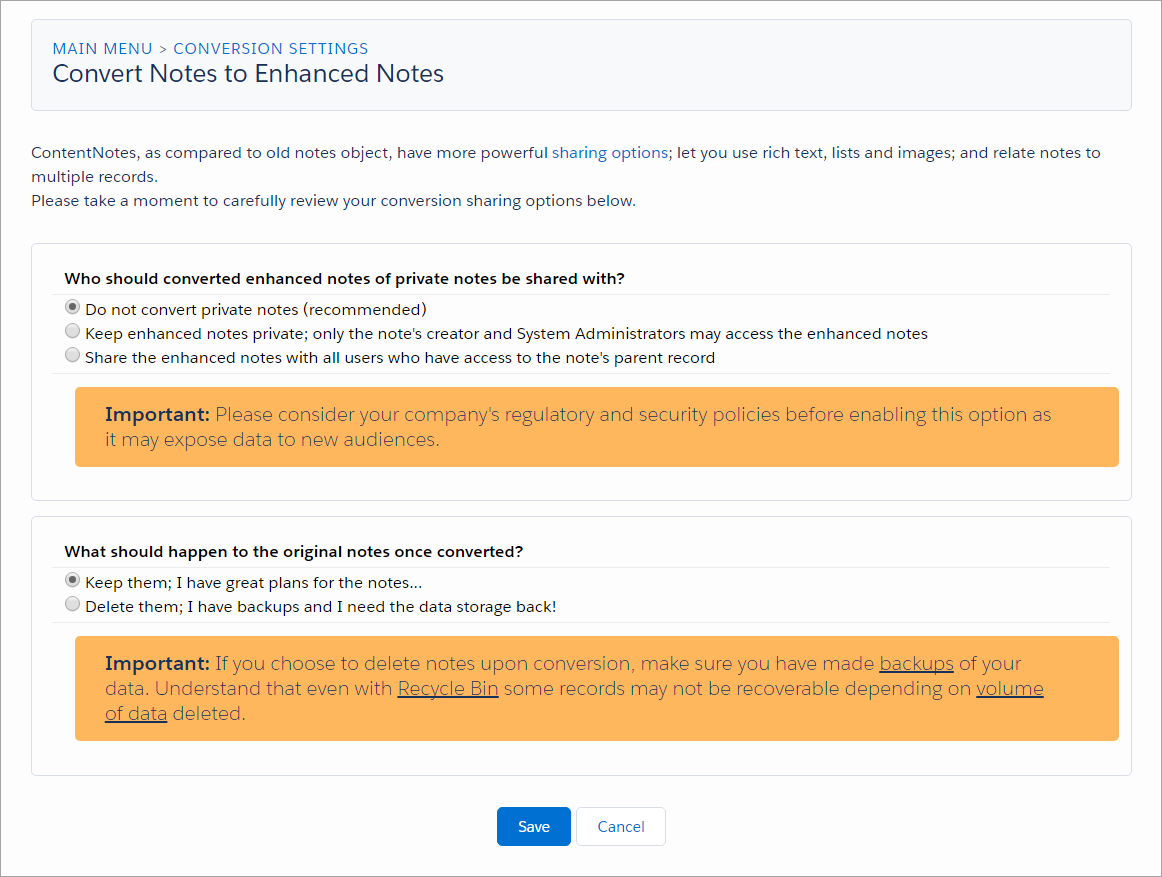 MAIN MENU > CONVERSION SETTINGS
Convert Notes to Enhanced Notes
ContentNotes, as compared to old notes object, have more powerful sharing options; let you use rich text, lists and images; and relate notes to
multiple records.
Please take a moment to carefully review your conversion sharing options below.
Who should converted enhanced notes of private notes be shared with?
Do not convert private notes (recommended)
Keep enhanced notes private; only the note's creator and System Administrators may access the enhanced notes
Share the enhanced notes with all users who have access to the note's parent record
Important: Please consider your company's regulatory and security policies before enabling this option as
it may expose data to new audiences.
What should happen to the original notes once converted?
Keep them; I have great plans for the notes...
Delete them; I have backups and I need the data storage back!
Important: If you choose to delete notes upon conversion, make sure you have made backups of your
data. Understand that even with Recycle Bin some records may not be recoverable depending on volume
of data deleted.
Save Cancel